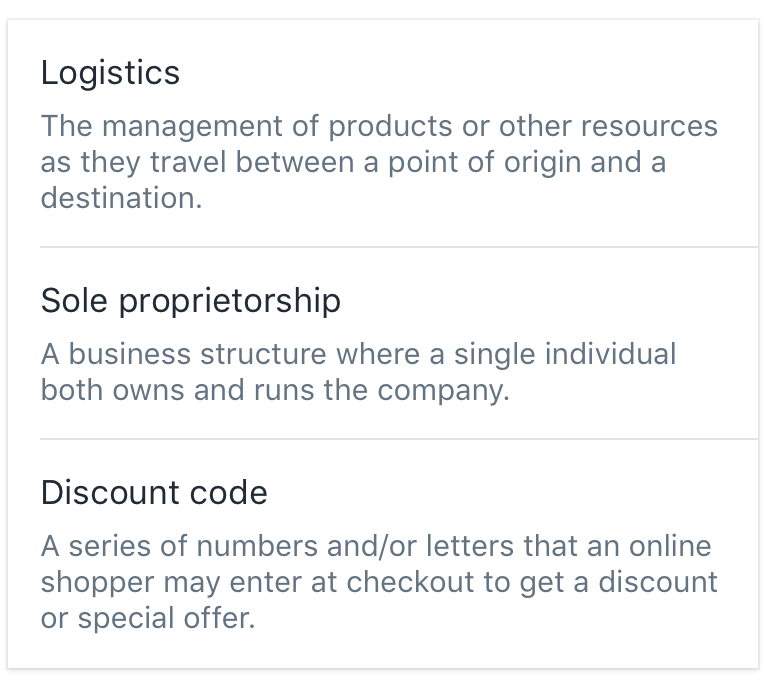 Logistics
The management of products or other resources
as they travel between a point of origin and a
destination.
Sole proprietorship
A business structure where a single individual
both owns and runs the company.
Discount code
A series of numbers and/or letters that an online
shopper may enter at checkout to get a discount
or special offer.